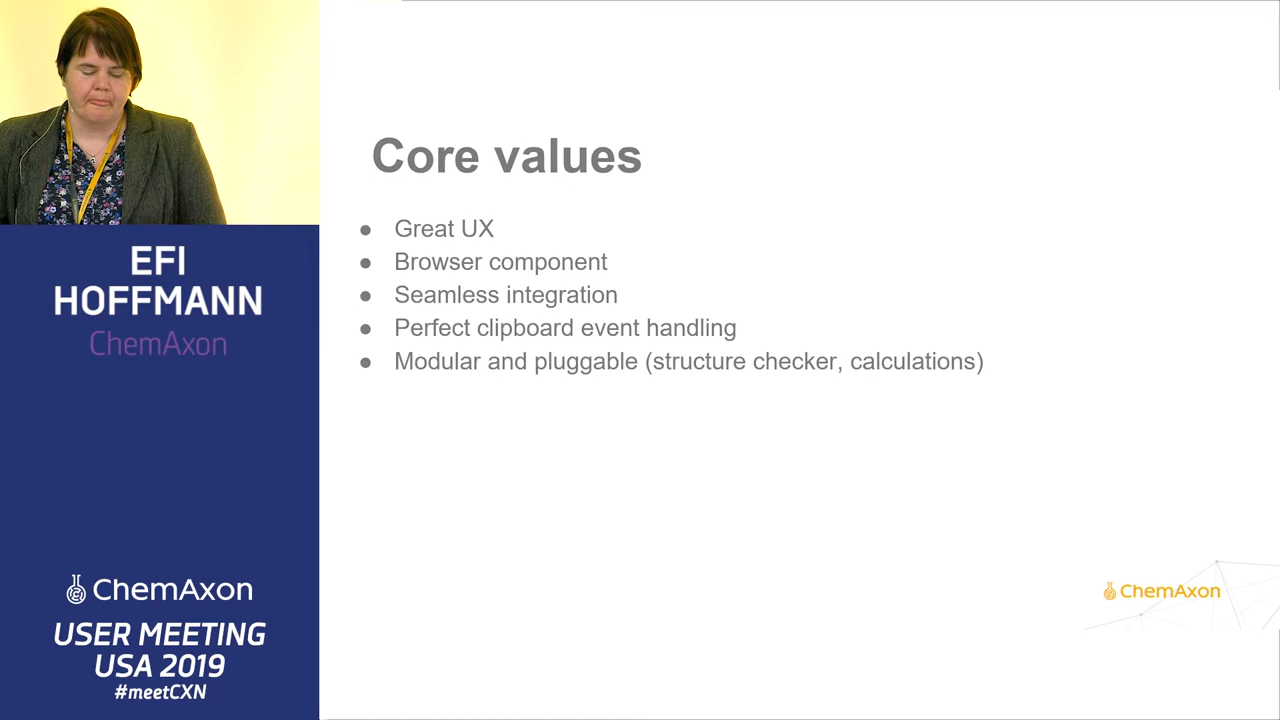 EFI
HOFFMANN
ChemAxon
ChemAxon
USER MEETING
USA 2019
#meetCXN
Core values
● Great UX
● Browser component
● Seamless integration
● Perfect clipboard event handling
● Modular and pluggable (structure checker, calculations)
ChemAxon